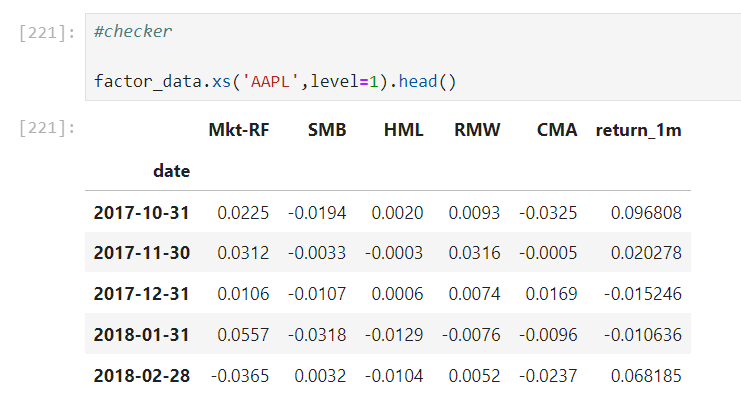 [221]: #checker
factor_data.xs('AAPL',level=1).head()
[221]:
Mkt-RF SMB HML RMW CMA return_1m
date
2017-10-31 0.0225 -0.0194 0.0020 0.0093 -0.0325 0.096808
2017-11-30 0.0312 -0.0033 -0.0003 0.0316 -0.0005 0.020278
2017-12-31 0.0106 -0.0107 0.0006 0.0074 0.0169 -0.015246
2018-01-31 0.0557 -0.0318 -0.0129 -0.0076 -0.0096 -0.010636
2018-02-28 -0.0365 0.0032 -0.0104 0.0052 -0.0237 0.068185